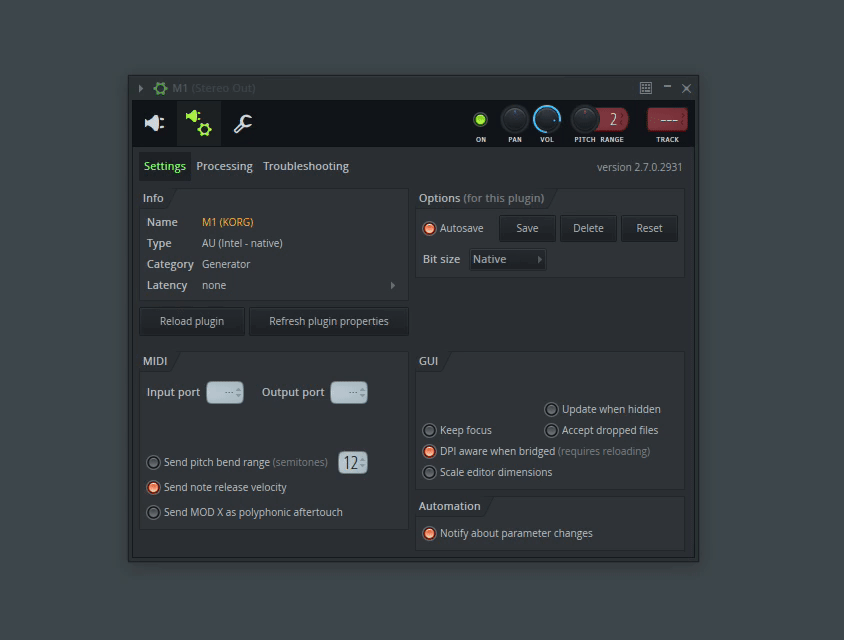 M1 (Stereo Out)
2
---
ON PAN VOL PITCH RANGE TRACK
Settings Processing Troubleshooting version 2.7.0.2931
Info
Name M1 (KORG)
Type AU (Intel - native)
Category Generator
Latency none
Reload plugin Refresh plugin properties
Options (for this plugin)
Autosave Save Delete Reset
Bit size Native
MIDI
Input port --- Output port ---
Send pitch bend range (semitones) 12
Send note release velocity
Send MOD X as polyphonic aftertouch
GUI
Update when hidden
Keep focus Accept dropped files
DPI aware when bridged (requires reloading)
Scale editor dimensions
Automation
Notify about parameter changes